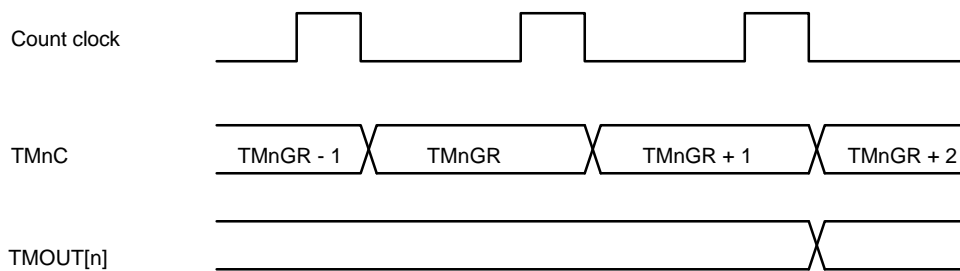 Count clock
TMnC
TMnGR - 1
TMnGR
TMnGR + 1
TMnGR + 2
TMOUT[n]